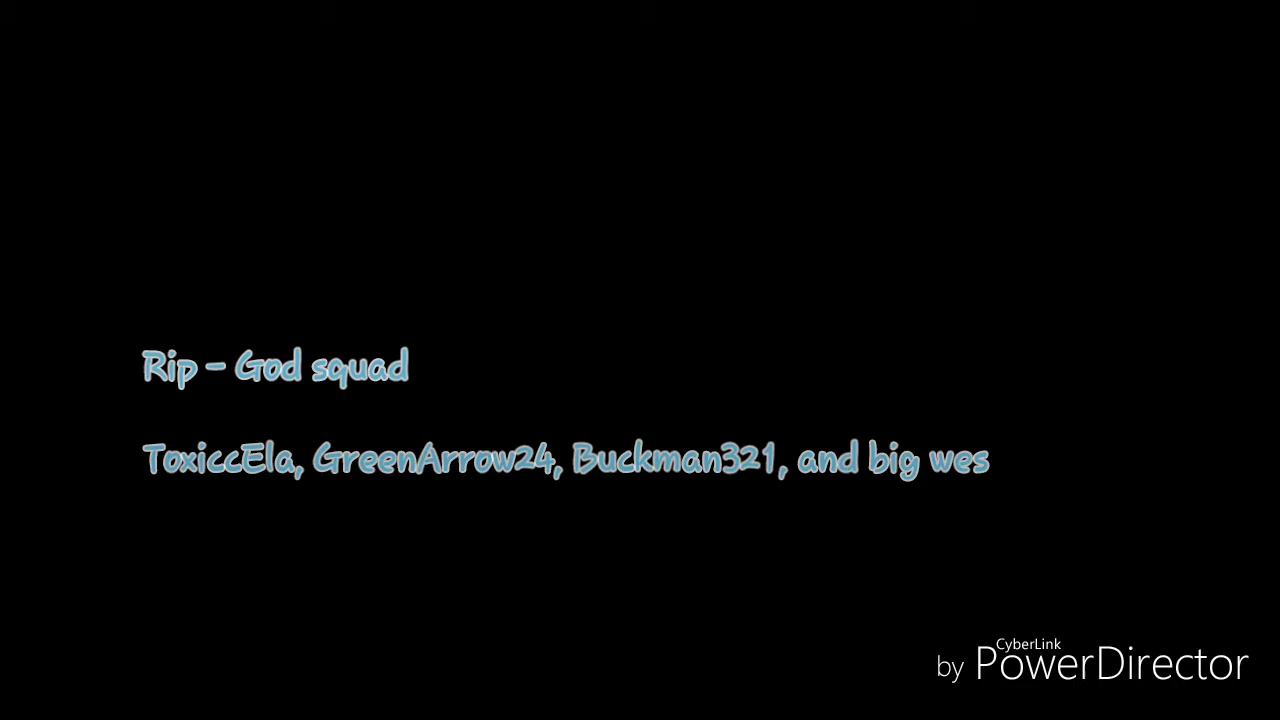 Rip - God squad
ToxiccEla, GreenArrow24, Buckman321, and big wes
CyberLink
by PowerDirector